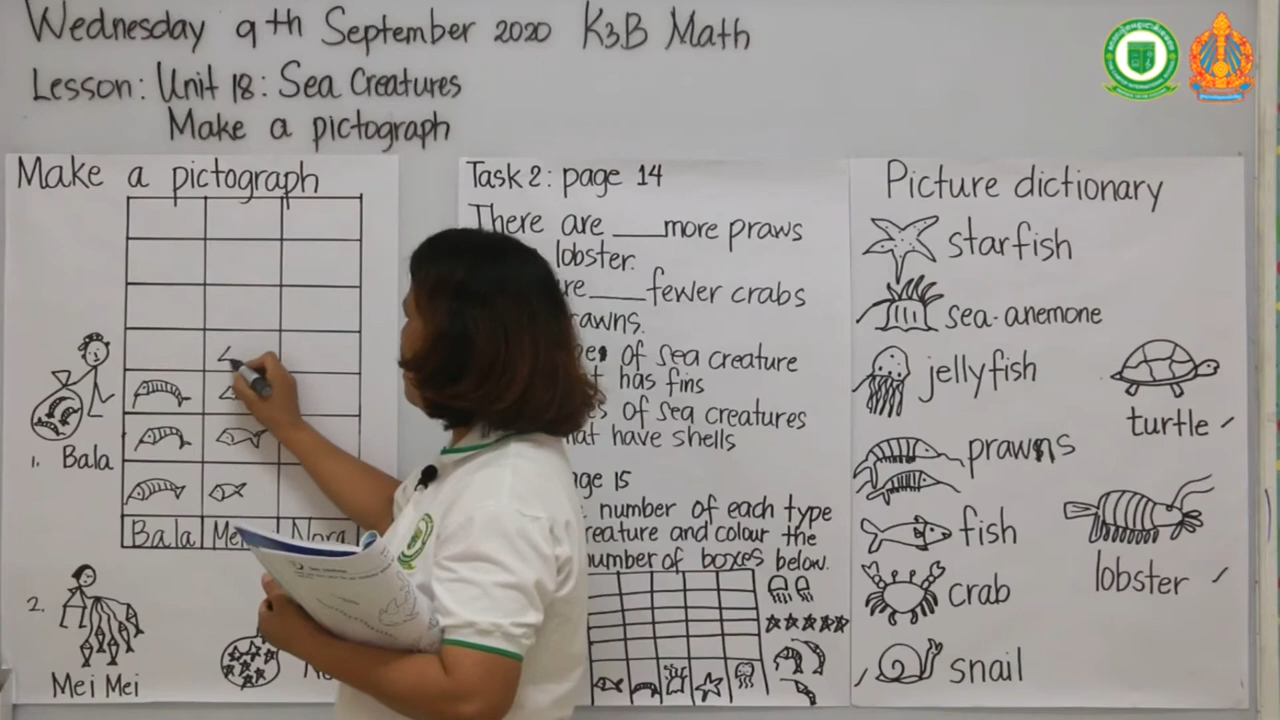 Wednesday 9th September 2020 K3B Math
Lesson: Unit 18: Sea Creatures
Make a pictograph
Make a pictograph
1. Bala
Bala Nora
2.
Mei Mei
Task 2: page 14
There are ___ more praws
lobster.
___ fewer crabs
of sea creature
has fins
of sea creatures
have shells
15
number of each type
and colour the
number of boxes below.
Picture dictionary
starfish
sea-anemone
jellyfish
turtle
prawns
fish
lobster
crab
snail